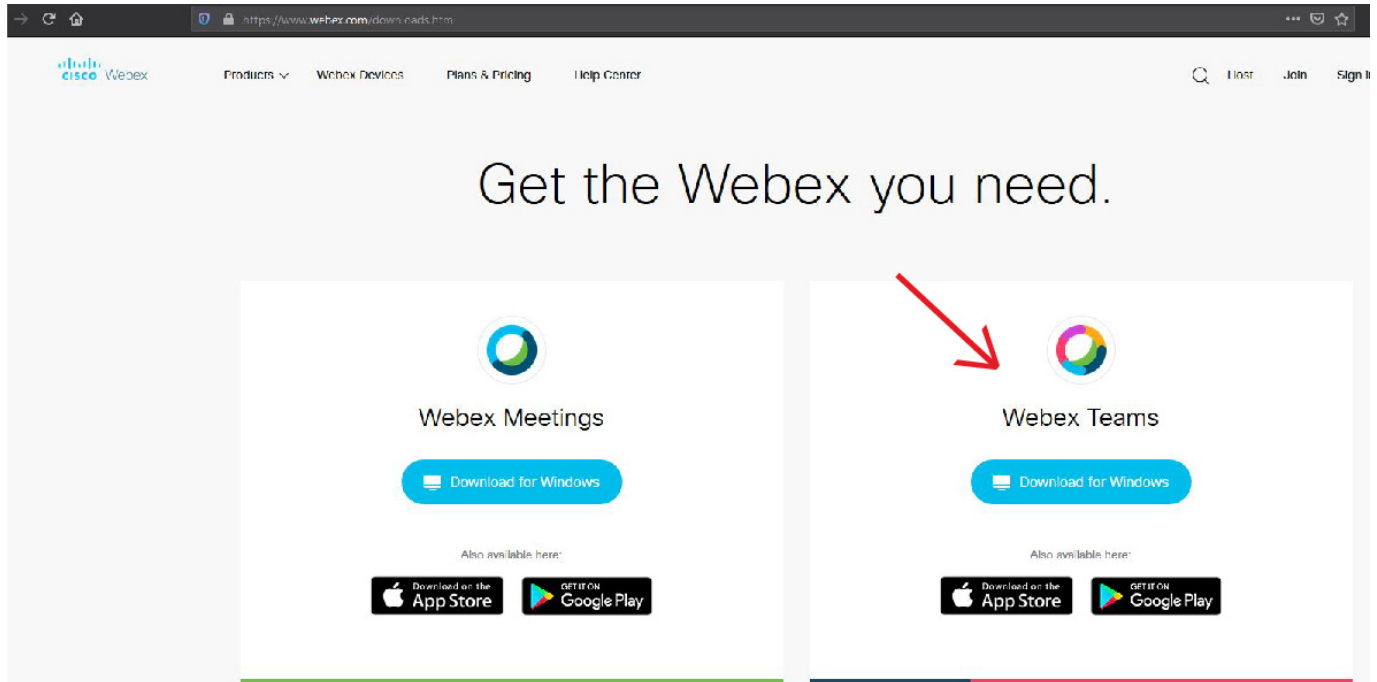 https://www.webex.com/downloads.htm
cisco Webex
Products
Webex Devices
Plans & Pricing
Help Center
Host
Join
Sign I
Get the Webex you need.
Webex Meetings
Download for Windows
Also available here:
Download on the
App Store
GET IT ON
Google Play
Webex Teams
Download for Windows
Also available here:
Download on the
App Store
GET IT ON
Google Play